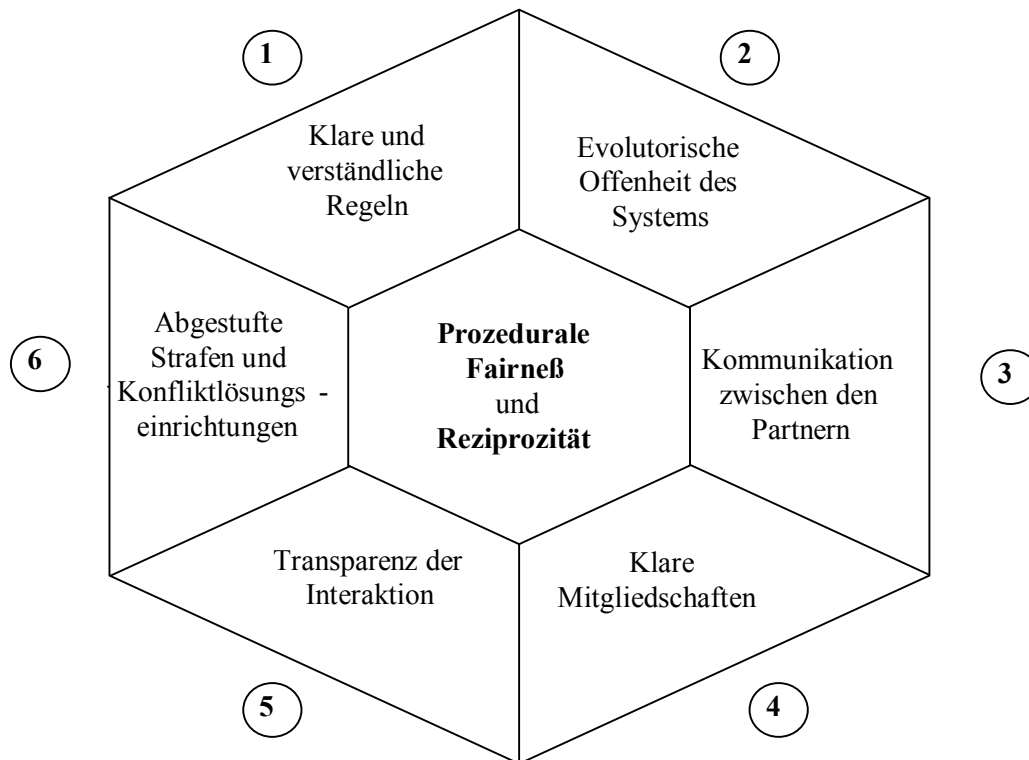 1
Klare und
verständliche
Regeln
2
Evolutorische
Offenheit des
Systems
3
Kommunikation
zwischen den
Partnern
4
Klare
Mitgliedschaften
5
Transparenz der
Interaktion
6
Abgestufte
Strafen und
Konfliktlösungs -
einrichtungen
Prozedurale
Fairneß
und
Reziprozität